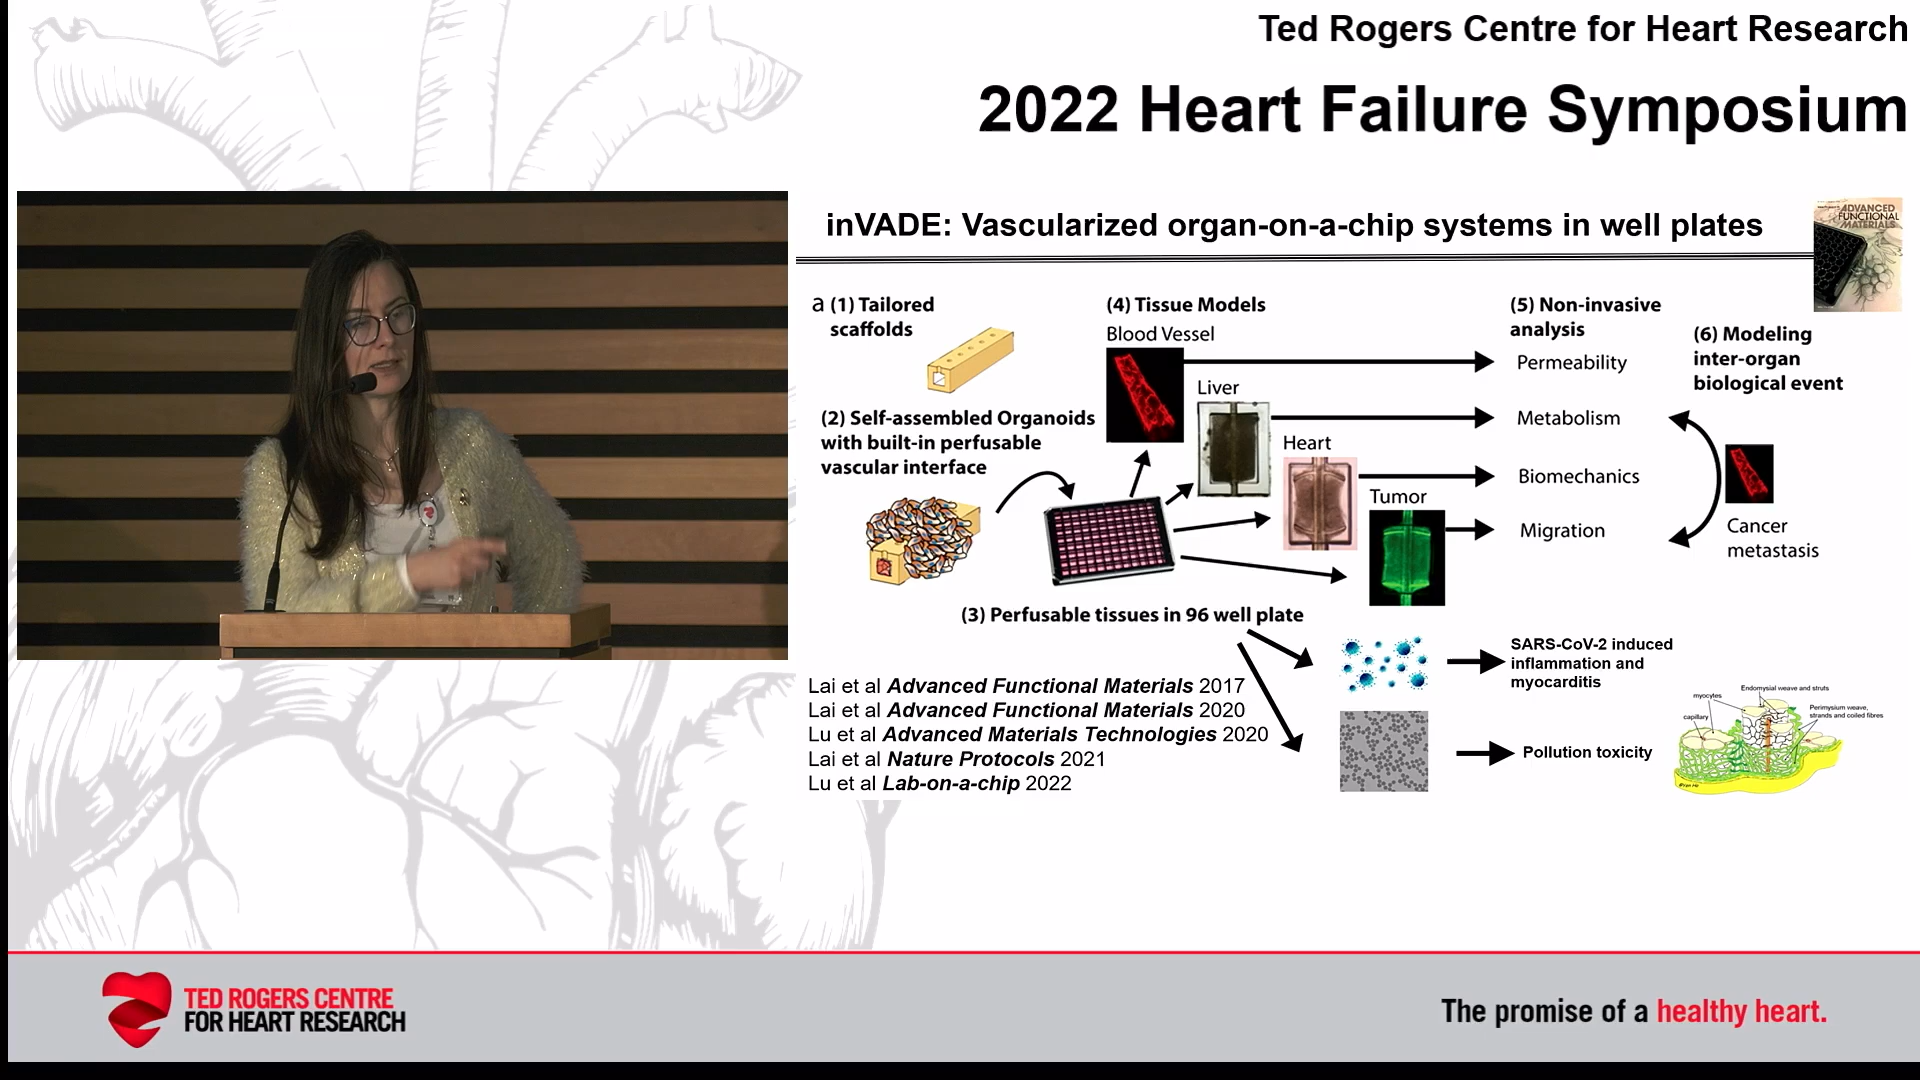 Ted Rogers Centre for Heart Research
2022 Heart Failure Symposium
inVADE: Vascularized organ-on-a-chip systems in well plates
ADVANCED
FUNCTIONAL
MATERIALS
a (1) Tailored
scaffolds
(2) Self-assembled Organoids
with built-in perfusable
vascular interface
(3) Perfusable tissues in 96 well plate
(4) Tissue Models
Blood Vessel
Liver
Heart
Tumor
(5) Non-invasive
analysis
Permeability
Metabolism
Biomechanics
Migration
(6) Modeling
inter-organ
biological event
Cancer
metastasis
SARS-CoV-2 induced
inflammation and
myocarditis
Pollution toxicity
Endomysial weave and struts
myocytes
capillary
Perimysium weave,
strands and coiled fibres
Lai et al Advanced Functional Materials 2017
Lai et al Advanced Functional Materials 2020
Lu et al Advanced Materials Technologies 2020
Lai et al Nature Protocols 2021
Lu et al Lab-on-a-chip 2022
TED ROGERS CENTRE
FOR HEART RESEARCH
The promise of a healthy heart.